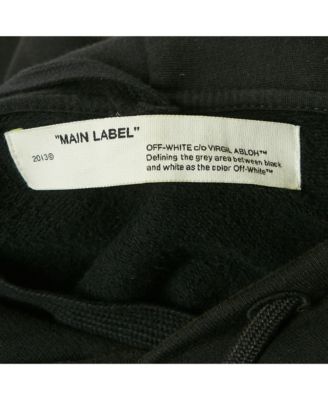 "MAIN LABEL"
2013©
OFF-WHITE c/o VIRGIL ABLOH™
Defining the grey area between black
and white as the color Off-White™